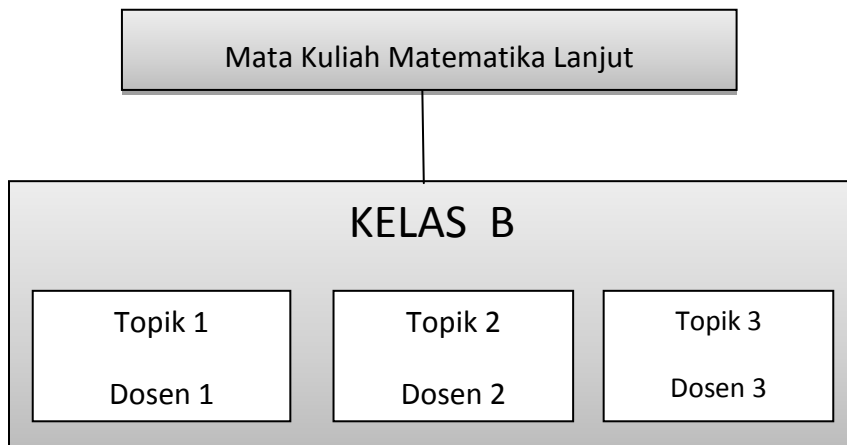 Mata Kuliah Matematika Lanjut
KELAS B
Topik 1
Dosen 1
Topik 2
Dosen 2
Topik 3
Dosen 3